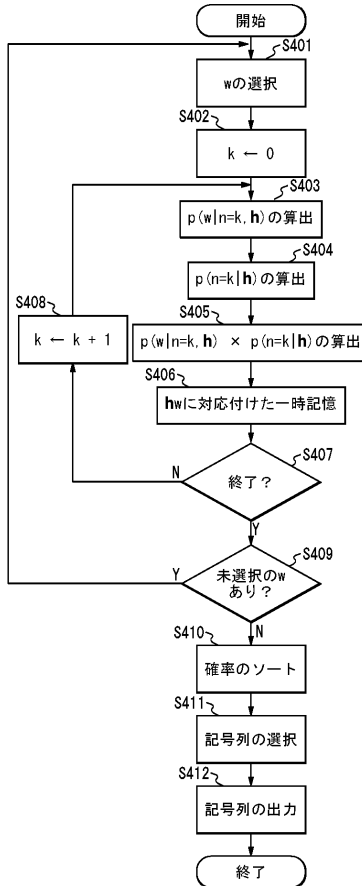 開始
S401
wの選択
S402
k ← 0
S403
p(w|n=k,h)の算出
S404
p(n=k|h)の算出
S405
p(w|n=k,h) × p(n=k|h)の算出
S406
hwに対応付けた一時記憶
S407
終了?
N
Y
S408
k ← k + 1
S409
未選択のw
あり?
Y
N
S410
確率のソート
S411
記号列の選択
S412
記号列の出力
終了